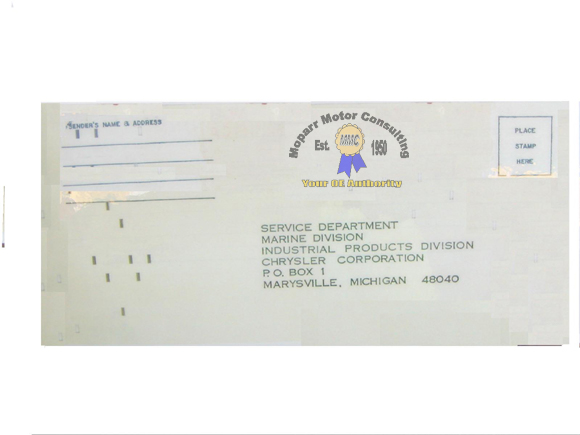 SENDER'S NAME & ADDRESS
Moparr Motor Consulting
Est. MMC 1950
Your OE Authority
PLACE
STAMP
HERE
SERVICE DEPARTMENT
MARINE DIVISION
INDUSTRIAL PRODUCTS DIVISION
CHRYSLER CORPORATION
P.O. BOX 1
MARYSVILLE, MICHIGAN 48040